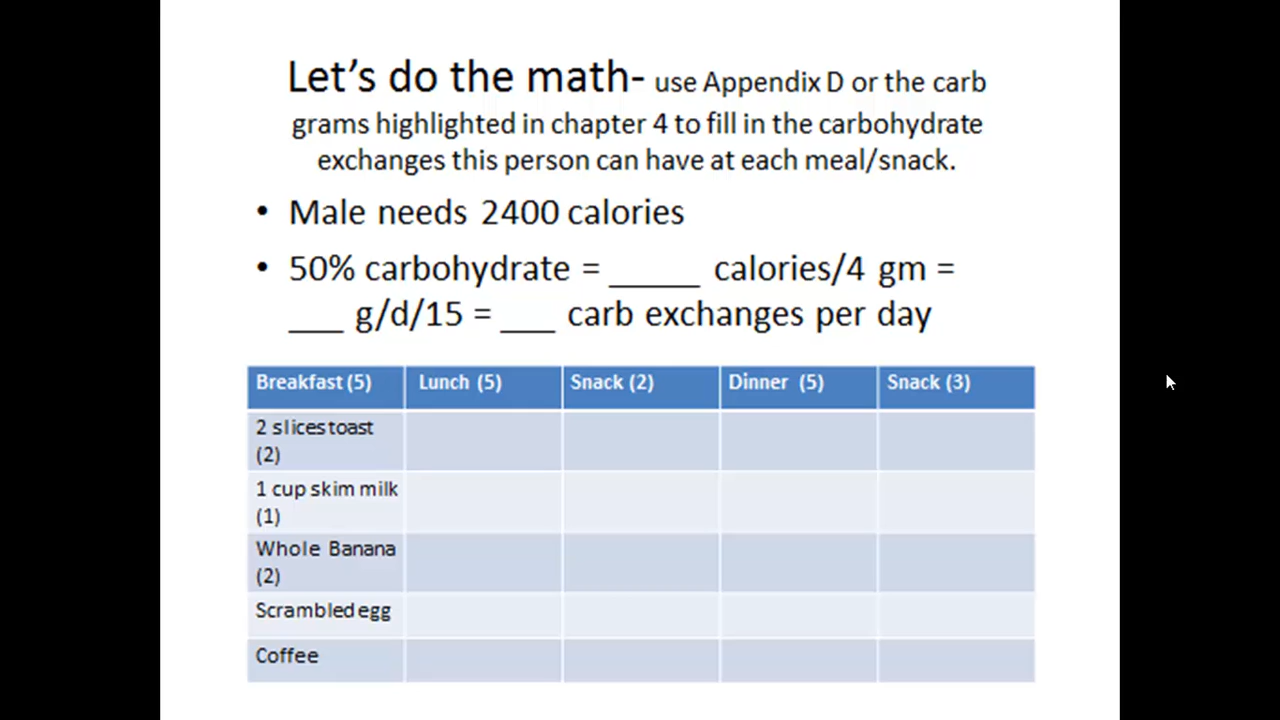 Let's do the math- use Appendix D or the carb
grams highlighted in chapter 4 to fill in the carbohydrate
exchanges this person can have at each meal/snack.
• Male needs 2400 calories
• 50% carbohydrate = _____ calories/4 gm =
___ g/d/15 = ___ carb exchanges per day
Breakfast (5) Lunch (5) Snack (2) Dinner (5) Snack (3)
2 slices toast
(2)
1 cup skim milk
(1)
Whole Banana
(2)
Scrambled egg
Coffee